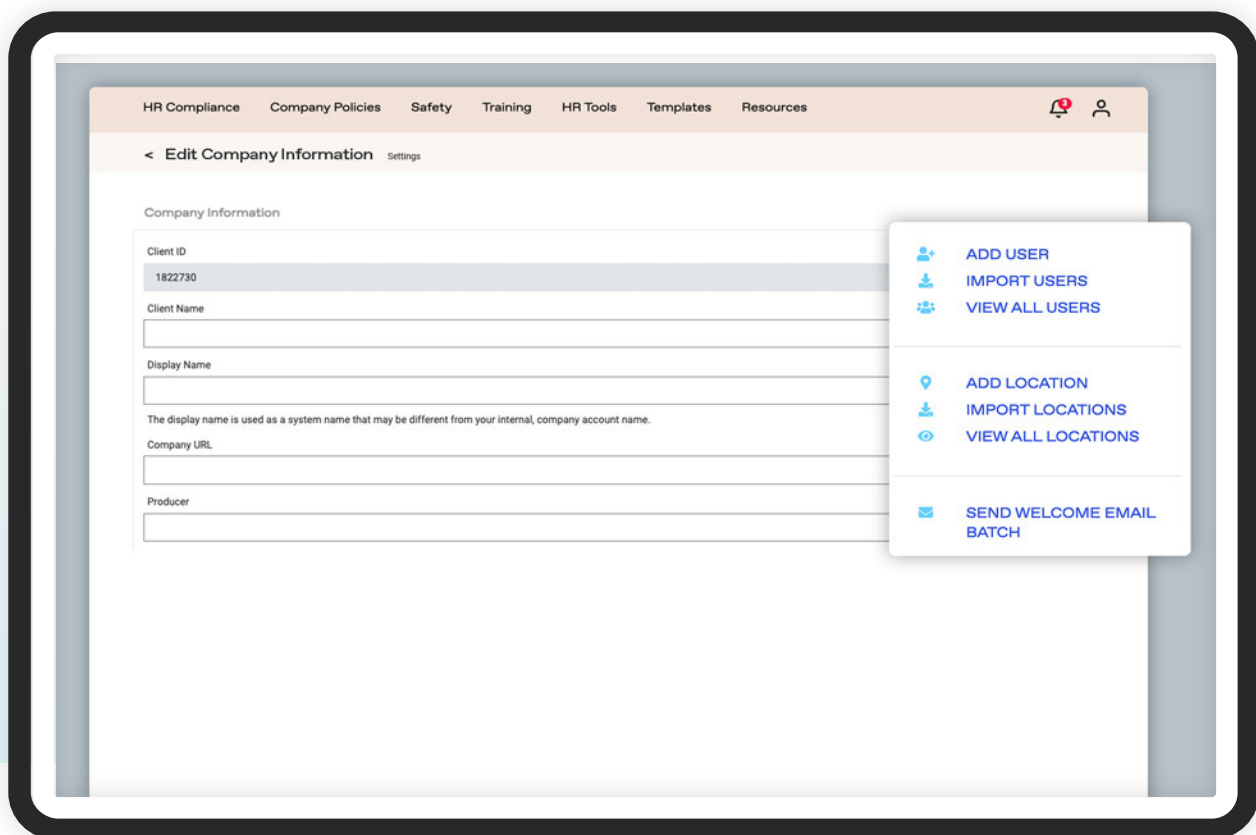 HR Compliance Company Policies Safety Training HR Tools Templates Resources 3
< Edit Company Information Settings
Company Information
Client ID
1822730
Client Name
Display Name
The display name is used as a system name that may be different from your internal, company account name.
Company URL
Producer
ADD USER
IMPORT USERS
VIEW ALL USERS
ADD LOCATION
IMPORT LOCATIONS
VIEW ALL LOCATIONS
SEND WELCOME EMAIL
BATCH